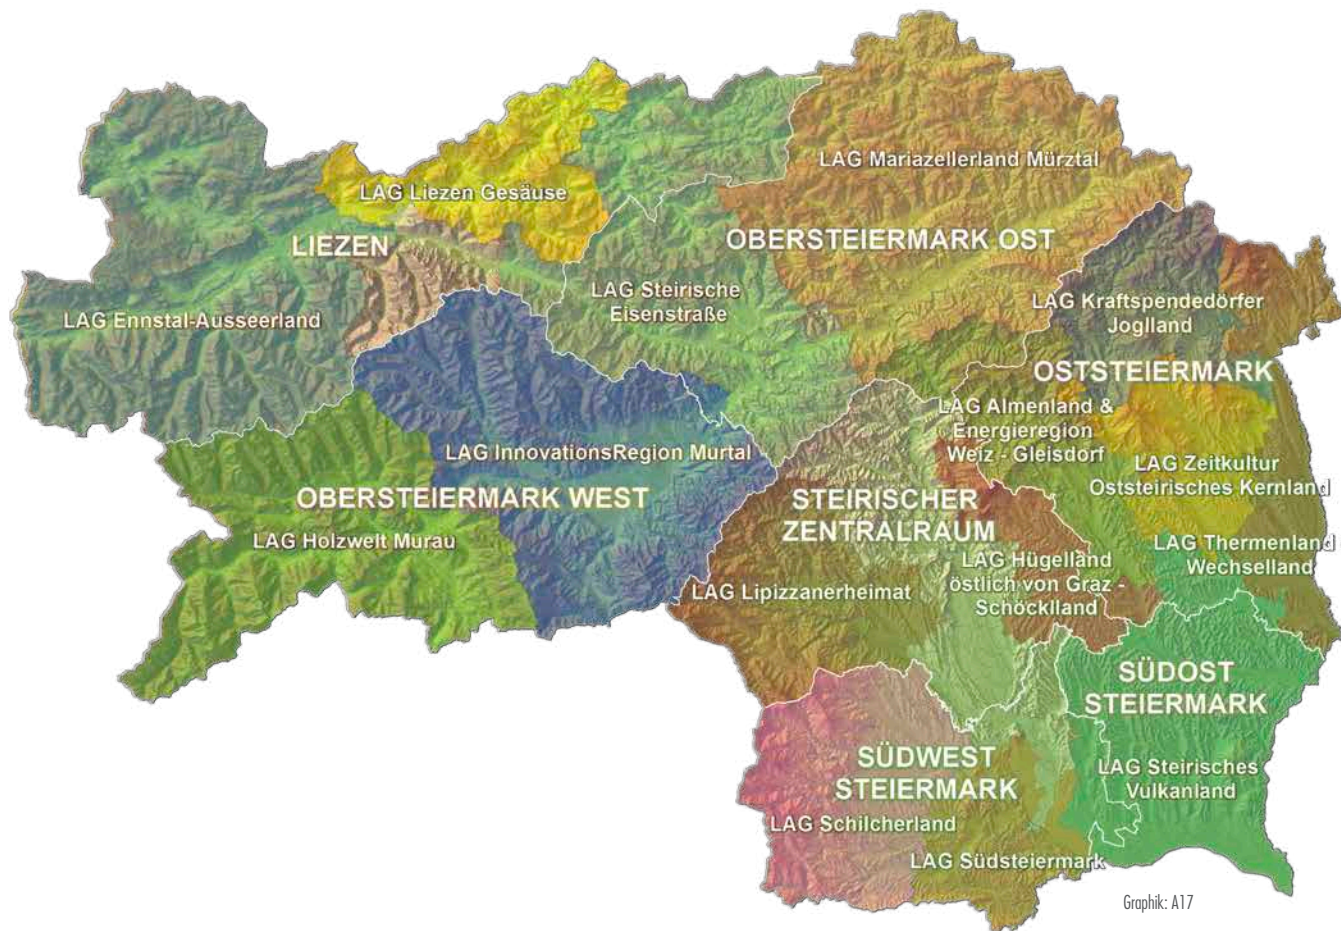 LAG Mariazellerland Mürztal
LAG Liezen Gesäuse
LIEZEN
OBERSTEIERMARK OST
LAG Ennstal-Ausseerland
LAG Steirische
Eisenstraße
LAG Kraftspendedörfer
Joglland
OSTSTEIERMARK
LAG Almenland &
Energieregion
Weiz - Gleisdorf
LAG InnovationsRegion Murtal
LAG Zeitkultur
Oststeirisches Kernland
OBERSTEIERMARK WEST
STEIRISCHER
ZENTRALRAUM
LAG Holzwelt Murau
LAG Thermenland
Wechselland
LAG Hügelland
östlich von Graz -
Schöcklland
LAG Lipizzanerheimat
SÜDOST
STEIERMARK
SÜDWEST
STEIERMARK
LAG Steirisches
Vulkanland
LAG Schilcherland
LAG Südsteiermark
Graphik: A17